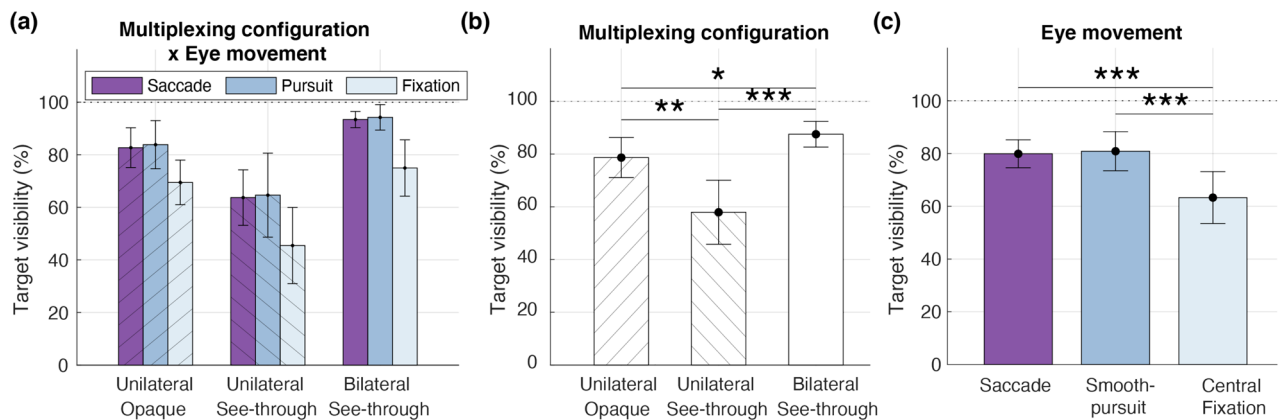 (a)
Multiplexing configuration
x Eye movement
Saccade Pursuit Fixation
Target visibility (%)
100
80
60
40
20
0
Unilateral Unilateral Bilateral
Opaque See-through See-through
(b)
Multiplexing configuration
*
** ***
Target visibility (%)
100
80
60
40
20
0
Unilateral Unilateral Bilateral
Opaque See-through See-through
(c)
Eye movement
***
***
Target visibility (%)
100
80
60
40
20
0
Saccade Smooth- Central
pursuit Fixation